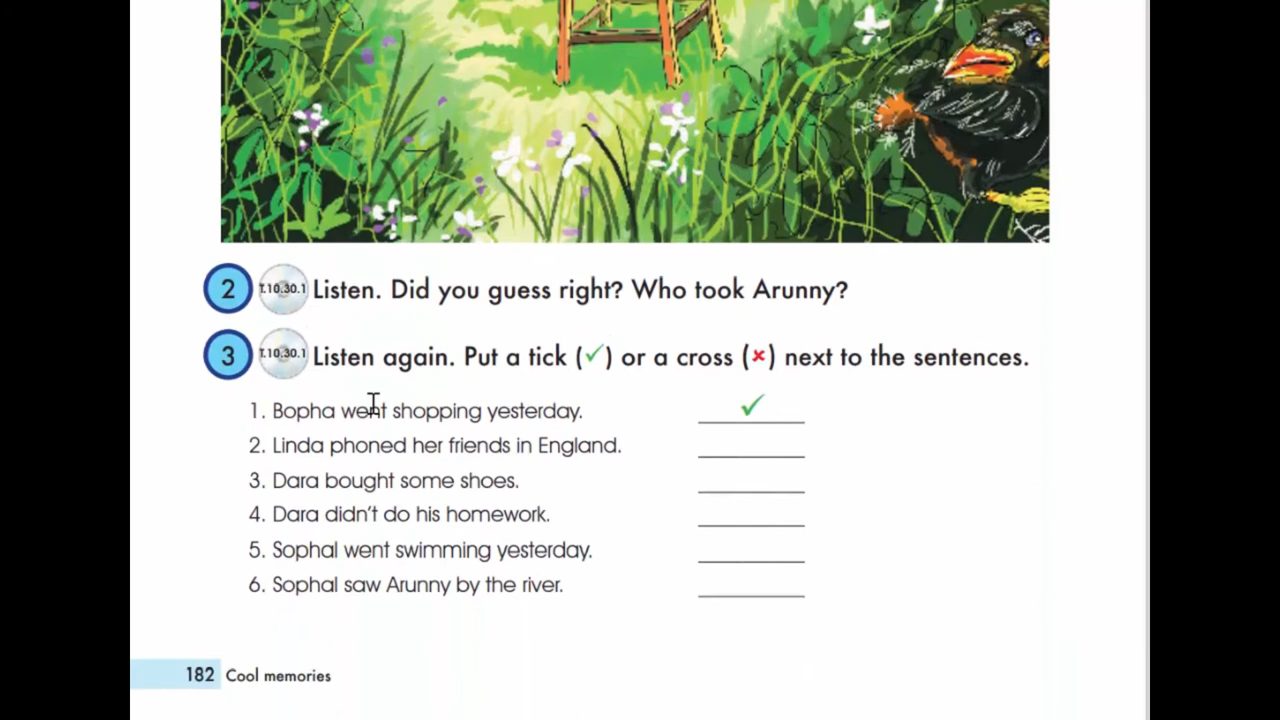 2 T.10.30.1 Listen. Did you guess right? Who took Arunny?
3 T.10.30.1 Listen again. Put a tick (✓) or a cross (✗) next to the sentences.
1. Bopha went shopping yesterday. ✓
2. Linda phoned her friends in England.
3. Dara bought some shoes.
4. Dara didn't do his homework.
5. Sophal went swimming yesterday.
6. Sophal saw Arunny by the river.
182 Cool memories